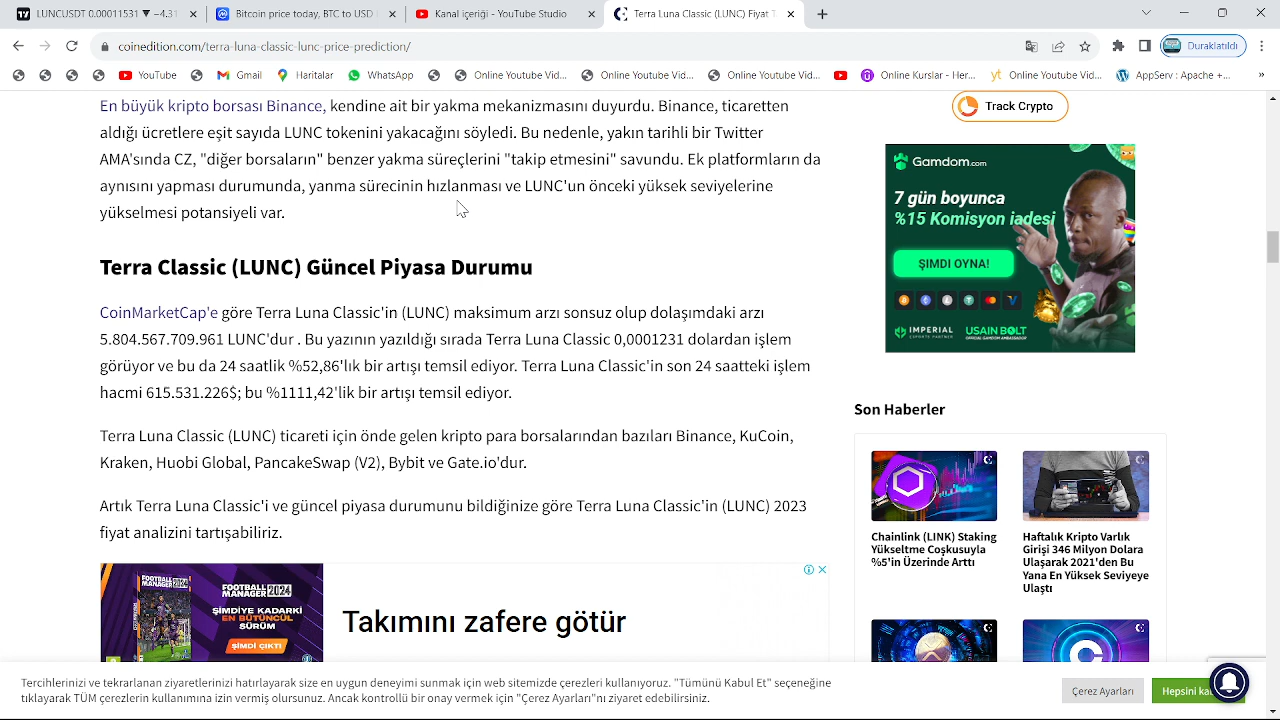 LUNCUSDT 0.00011531 ▼ −4.31
Bitcoin price today, BTC to USD
Kanal içeriği - YouTube Studio
Terra Luna Classic (LUNC) Fiyat T
coinedition.com/terra-luna-classic-lunc-price-prediction/
Duraklatıldı
YouTube
Gmail
Haritalar
WhatsApp
Online Youtube Vid...
Online Youtube Vid...
Online Youtube Vid...
Online Kurslar - Her...
Online Youtube Vid...
AppServ : Apache +...
»
En büyük kripto borsası Binance, kendine ait bir yakma mekanizmasını duyurdu. Binance, ticaretten
aldığı ücretlere eşit sayıda LUNC tokenini yakacağını söyledi. Bu nedenle, yakın tarihli bir Twitter
AMA'sında CZ, "diğer borsaların" benzer yakma süreçlerini "takip etmesini" savundu. Ek platformların da
aynısını yapması durumunda, yanma sürecinin hızlanması ve LUNC'un önceki yüksek seviyelerine
yükselmesi potansiyeli var.
Terra Classic (LUNC) Güncel Piyasa Durumu
CoinMarketCap'e göre Terra Luna Classic'in (LUNC) maksimum arzı sonsuz olup dolaşımdaki arzı
LUNC'dur. Bu yazının yazıldığı sırada Terra Luna Classic
görüyor ve bu da 24 saatlik %32,86'lık bir artışı temsil ediyor. Terra Luna Classic'in son 24 saatteki işlem
hacmi 615.531.226$; bu %1111,42'lik bir artışı temsil ediyor.
Terra Luna Classic (LUNC) ticareti için önde gelen kripto para borsalarından bazıları Binance, KuCoin,
Kraken, Huobi Global, PancakeSwap (V2), Bybit ve Gate.io'dur.
Artık Terra Luna Classic'i ve güncel piyasa durumunu bildiğinize göre Terra Luna Classic'in (LUNC) 2023
fiyat analizini tartışabiliriz.
FOOTBALL MANAGER 2024
ŞİMDİYE KADARKİ
EN BÜTÜNCÜL
SÜRÜM
ŞİMDİ ÇIKTI
Takımını zafere götür
Track Crypto
Gamdom.com
7 gün boyunca
%15 Komisyon iadesi
ŞIMDI OYNA!
IMPERIAL
ESPORTS PARTNER
USAIN BOLT
OFFICIAL GAMDOM AMBASSADOR
Son Haberler
Chainlink (LINK) Staking
Yükseltme Coşkusuyla
%5'in Üzerinde Arttı
Haftalık Kripto Varlık
Girişi 346 Milyon Dolara
Ulaşarak 2021'den Bu
Yana En Yüksek Seviyeye
Ulaştı
Tercihlerinizi ve tekrarlanan ziyaretlerinizi hatırlayarak size en uygun deneyimi sunmak için web sitemizde çerezleri kullanıyoruz. "Tümünü Kabul Et" seçeneğine
tıklayarak TÜM çerezlerin kullanımına izin vermiş olursunuz. Ancak kontrollü bir onay sağlamak için "Çerez Ayarları"nı ziyaret edebilirsiniz.
Çerez Ayarları
Hepsini